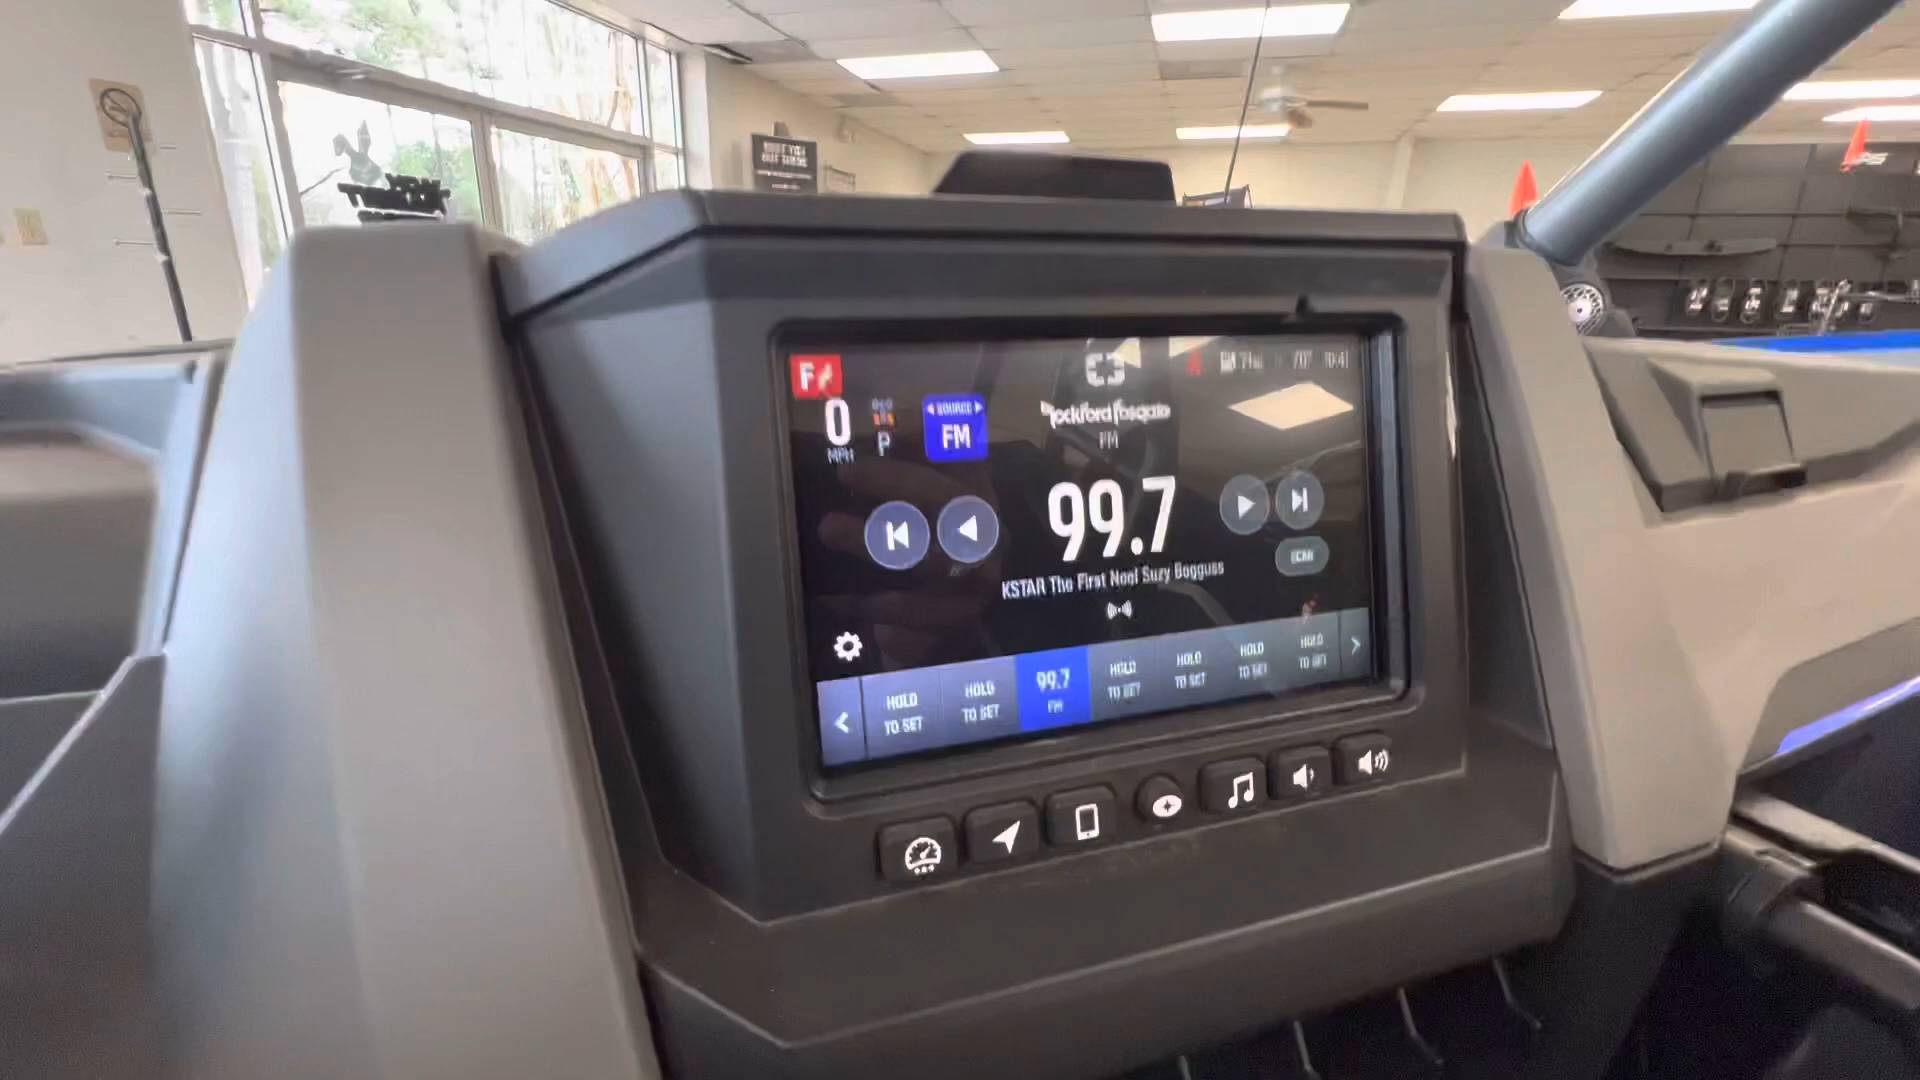 0
MPH
P
SOURCE
FM
rockford fosgate
FM
99.7
KSTAR The First Noel Suzy Bogguss
SCAN
HOLD
TO SET
HOLD
TO SET
99.7
FM
HOLD
TO SET
HOLD
TO SET
HOLD
TO SET
HOLD
TO SET